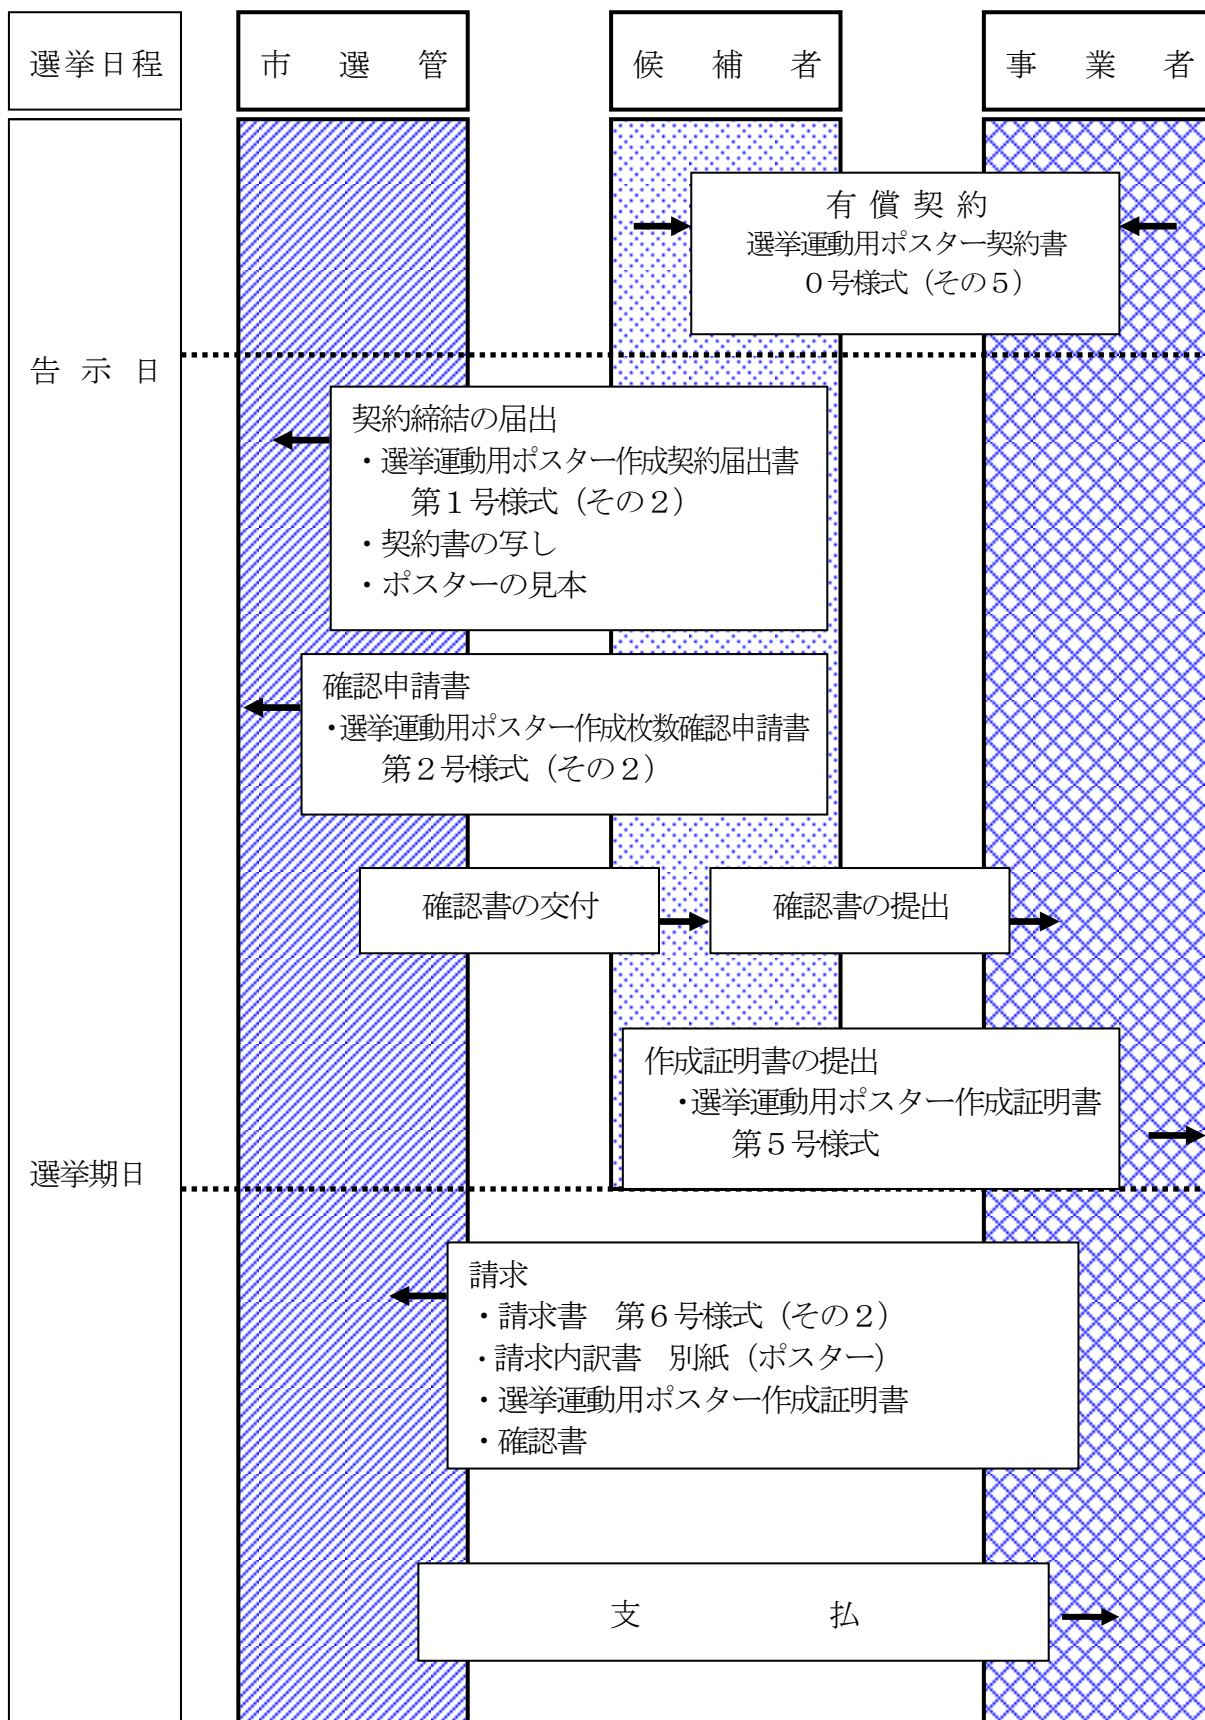 選挙日程
市選管
候補者
事業者
有償契約
選挙運動用ポスター契約書
０号様式（その５）
告示日
契約締結の届出
・選挙運動用ポスター作成契約届出書
第１号様式（その２）
・契約書の写し
・ポスターの見本
確認申請書
・選挙運動用ポスター作成枚数確認申請書
第２号様式（その２）
確認書の交付
確認書の提出
作成証明書の提出
・選挙運動用ポスター作成証明書
第５号様式
選挙期日
請求
・請求書　第６号様式（その２）
・請求内訳書　別紙（ポスター）
・選挙運動用ポスター作成証明書
・確認書
支払